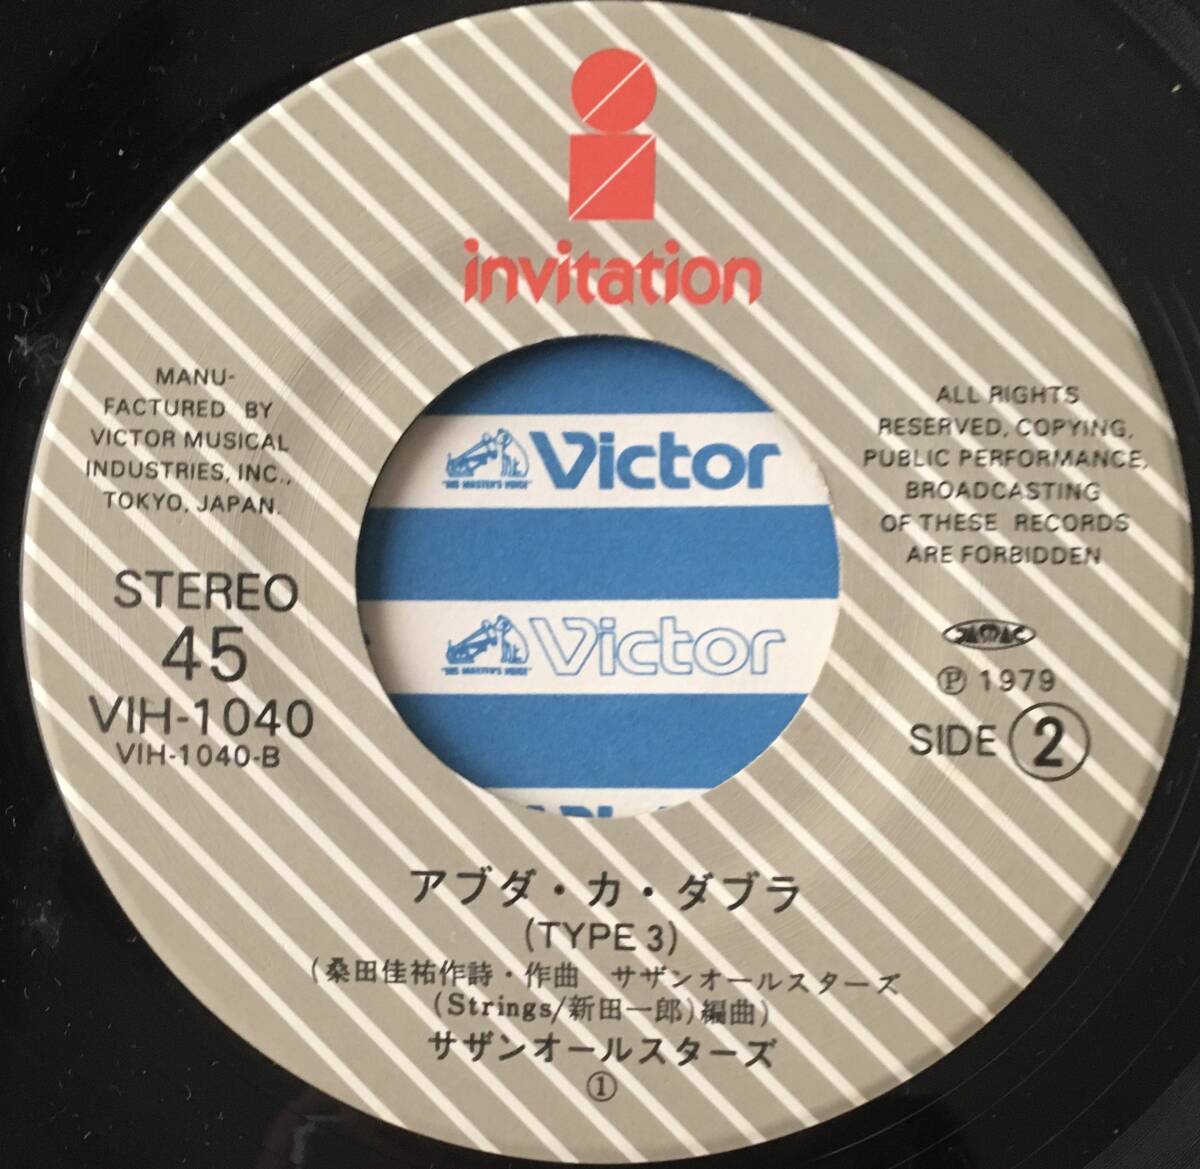 invitation
MANU-
FACTURED BY
VICTOR MUSICAL
INDUSTRIES, INC.,
TOKYO, JAPAN.
STEREO
45
VIH-1040
VIH-1040-B
"HIS MASTER'S VOICE"
Victor
"HIS MASTER'S VOICE"
Victor
ALL RIGHTS
RESERVED, COPYING,
PUBLIC PERFORMANCE,
BROADCASTING
OF THESE RECORDS
ARE FORBIDDEN
JASRAC
Ⓟ 1979
SIDE 2
アブダ・カ・ダブラ
(TYPE 3)
(桑田佳祐作詩・作曲 サザンオールスターズ
(Strings/新田一郎)編曲)
サザンオールスターズ
①